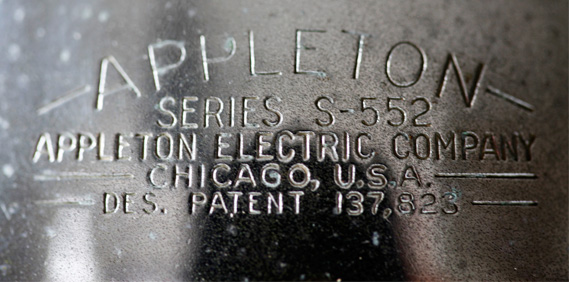 APPLETON
SERIES S-552
APPLETON ELECTRIC COMPANY
CHICAGO, U.S.A.
DES. PATENT 137,823